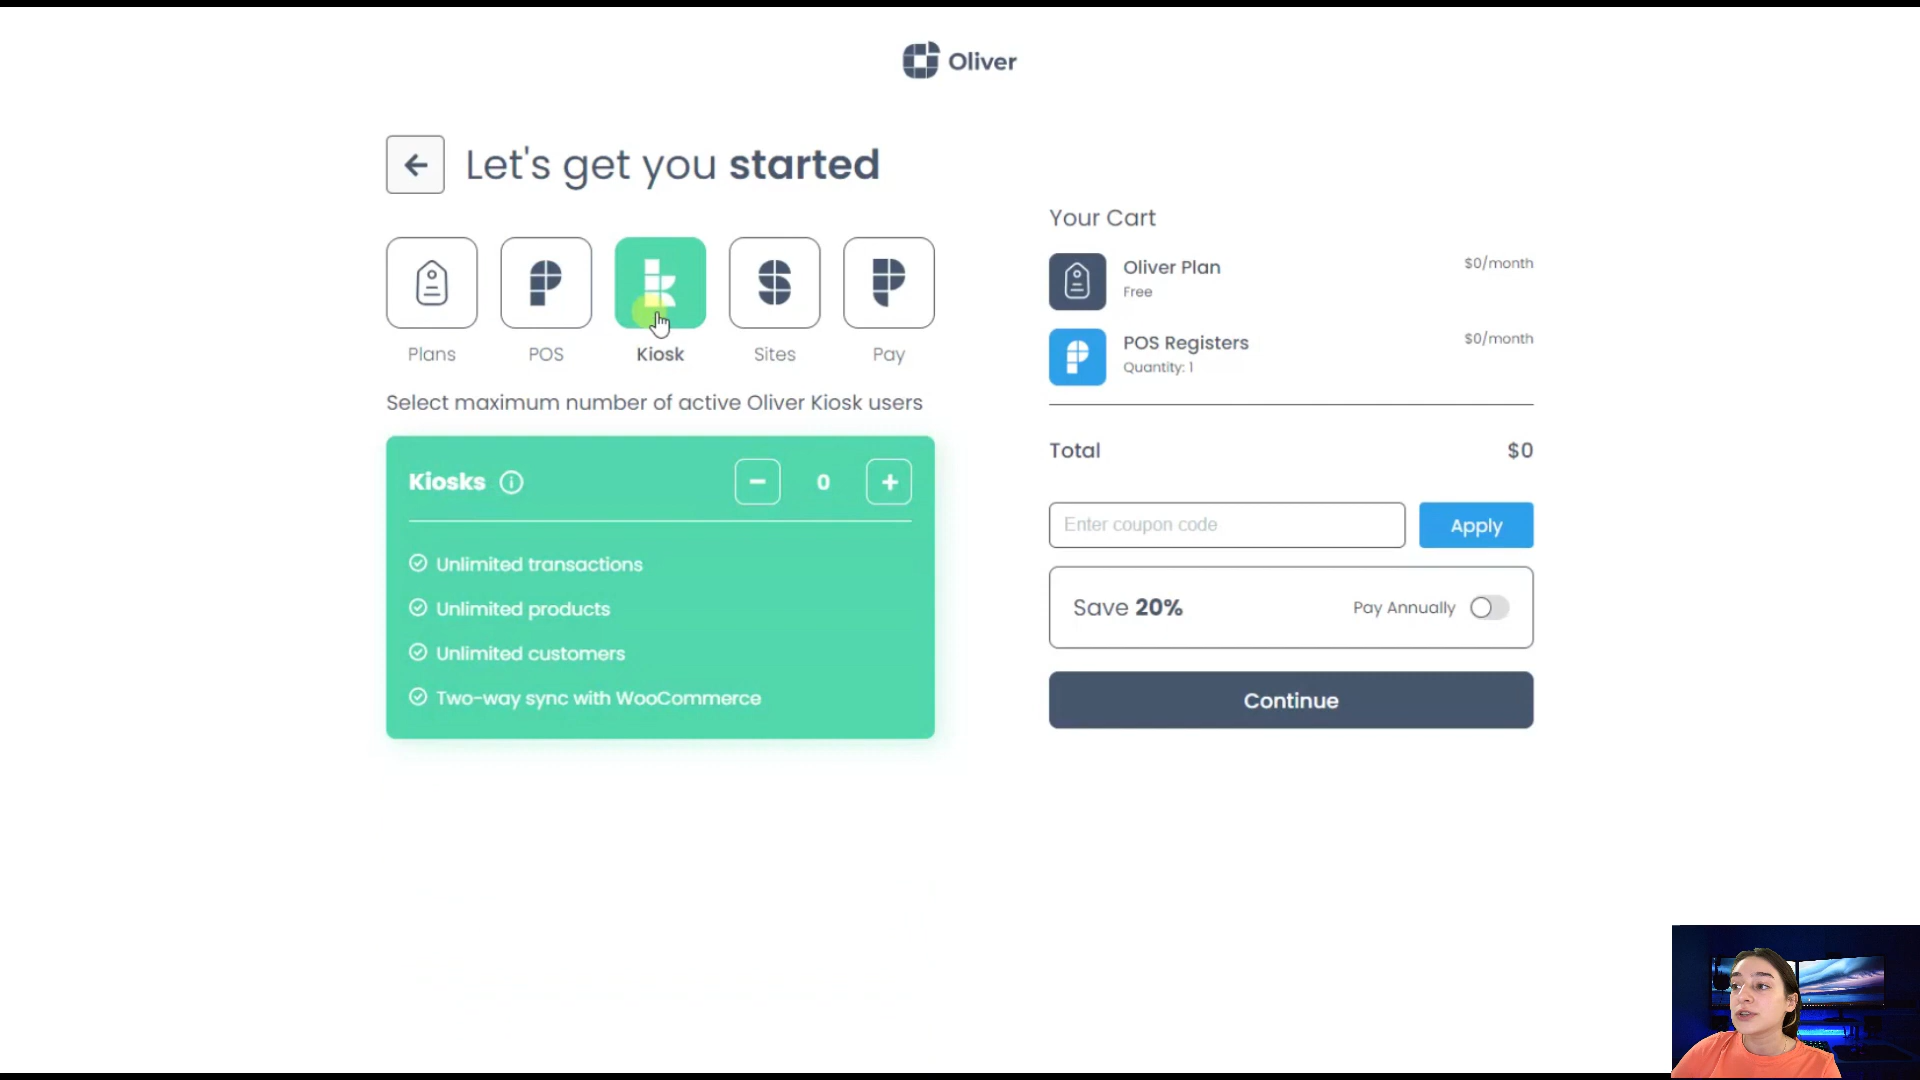 Oliver
Let's get you started
Plans
POS
Kiosk
Sites
Pay
Select maximum number of active Oliver Kiosk users
Kiosks
0
Unlimited transactions
Unlimited products
Unlimited customers
Two-way sync with WooCommerce
Your Cart
Oliver Plan
$0/month
Free
POS Registers
$0/month
Quantity: 1
Total
$0
Enter coupon code
Apply
Save 20%
Pay Annually
Continue